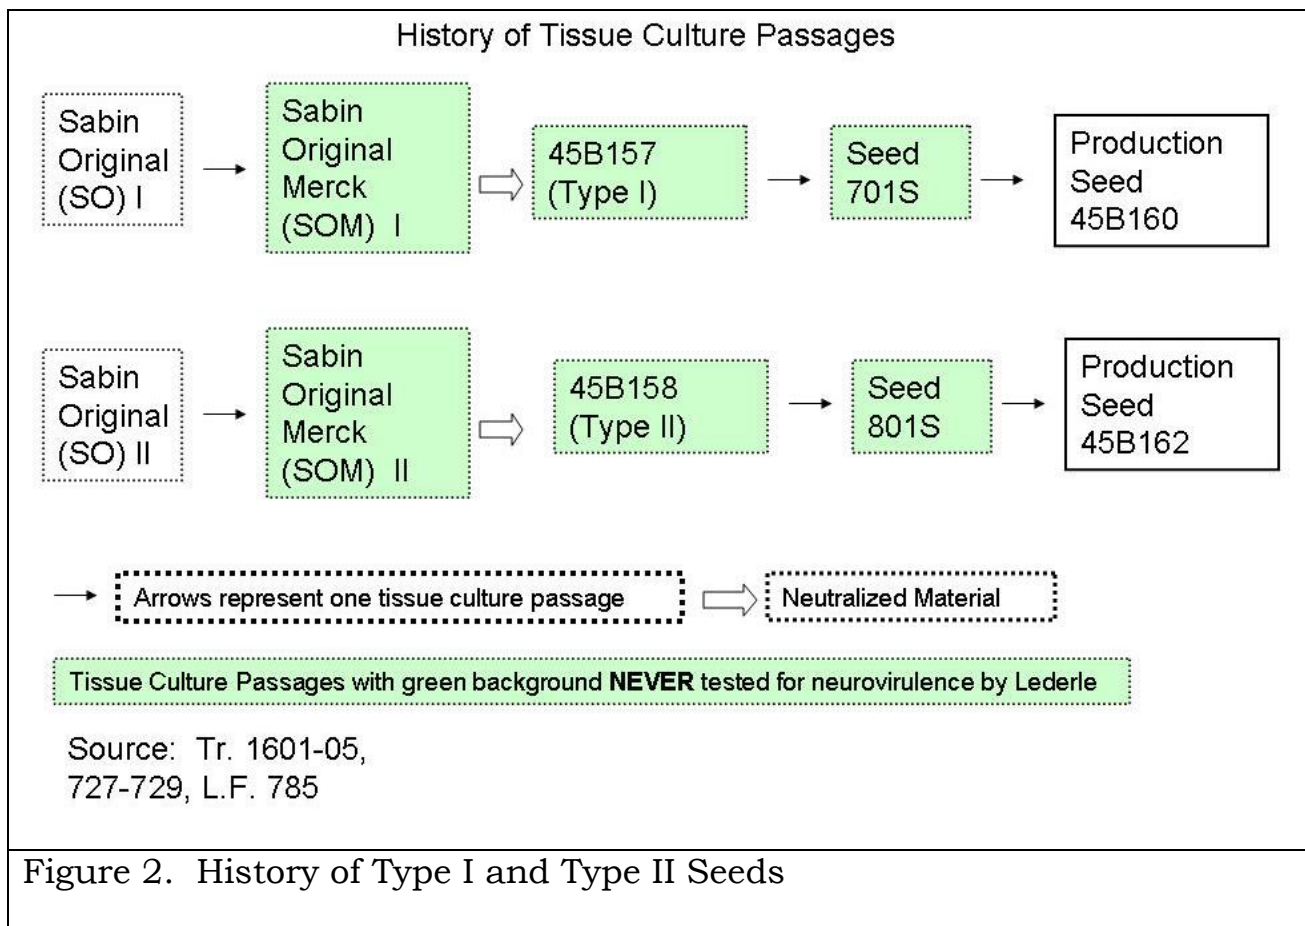 History of Tissue Culture Passages
Sabin
Original
(SO) I
Sabin
Original
Merck
(SOM) I
45B157
(Type I)
Seed
701S
Production
Seed
45B160
Sabin
Original
(SO) II
Sabin
Original
Merck
(SOM) II
45B158
(Type II)
Seed
801S
Production
Seed
45B162
Arrows represent one tissue culture passage
Neutralized Material
Tissue Culture Passages with green background NEVER tested for neurovirulence by Lederle
Source: Tr. 1601-05,
727-729, L.F. 785
Figure 2. History of Type I and Type II Seeds